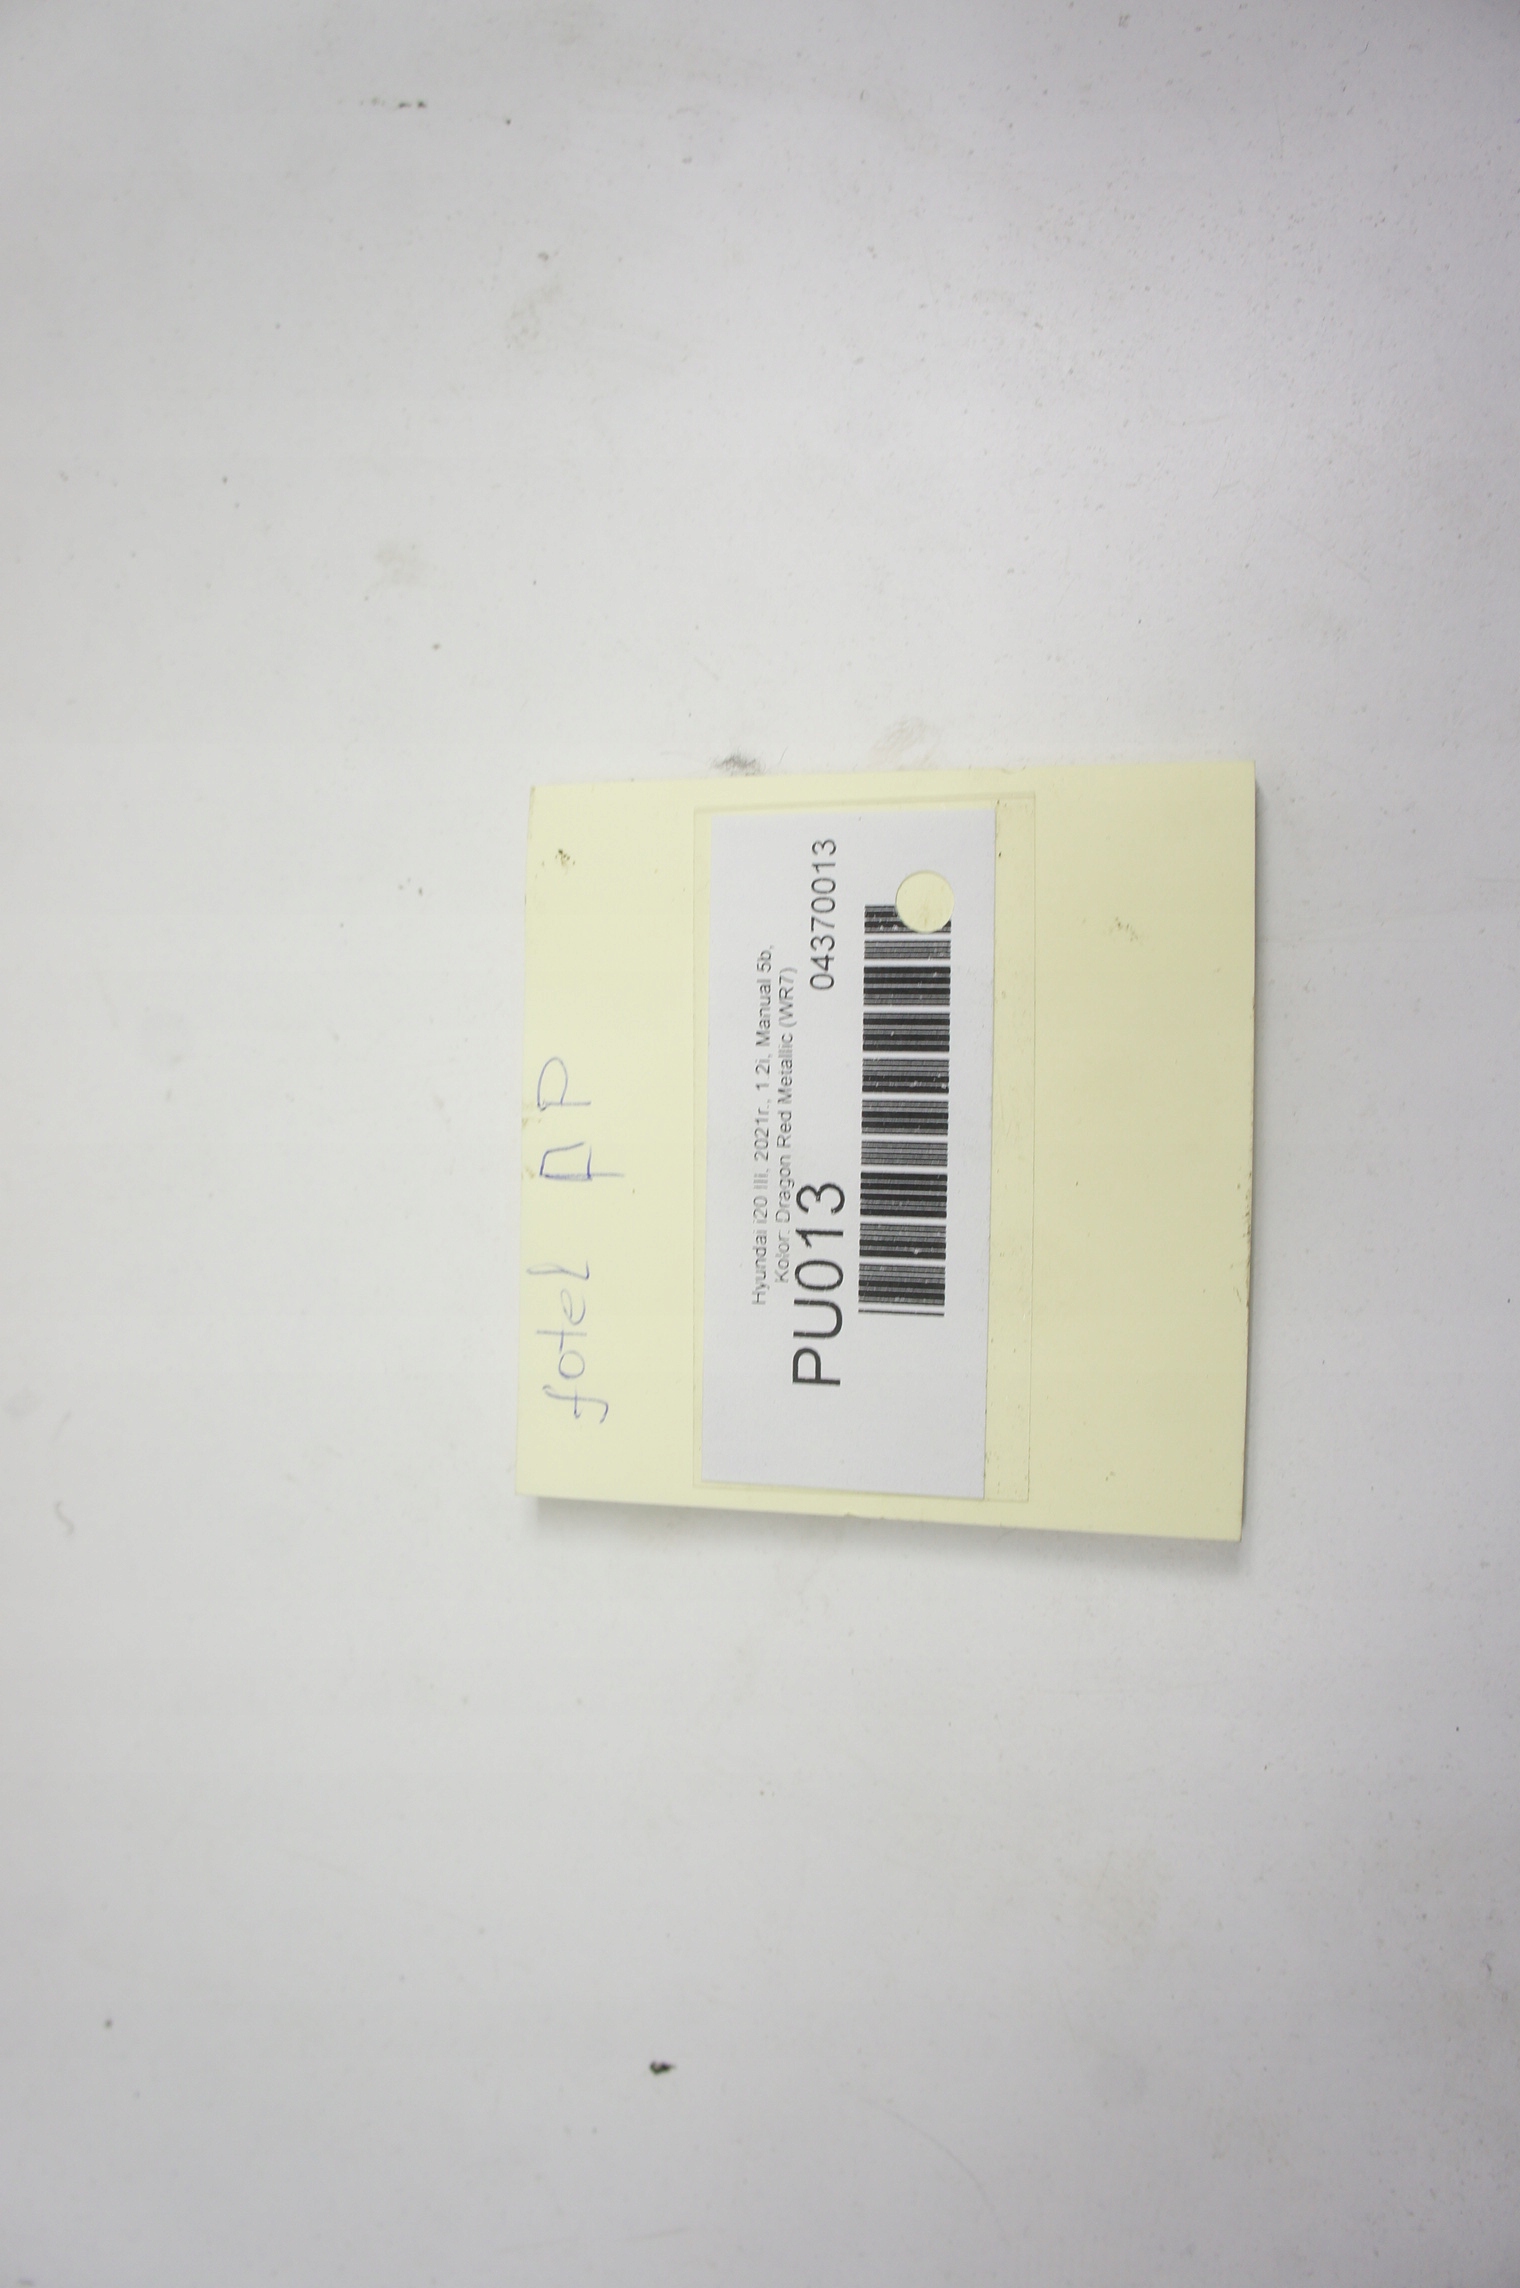 fotel PP
Hyundai i20 III, 2021r., 1.2i, Manual 5b,
Kolor: Dragon Red Metallic (WR7)
PU013 04370013